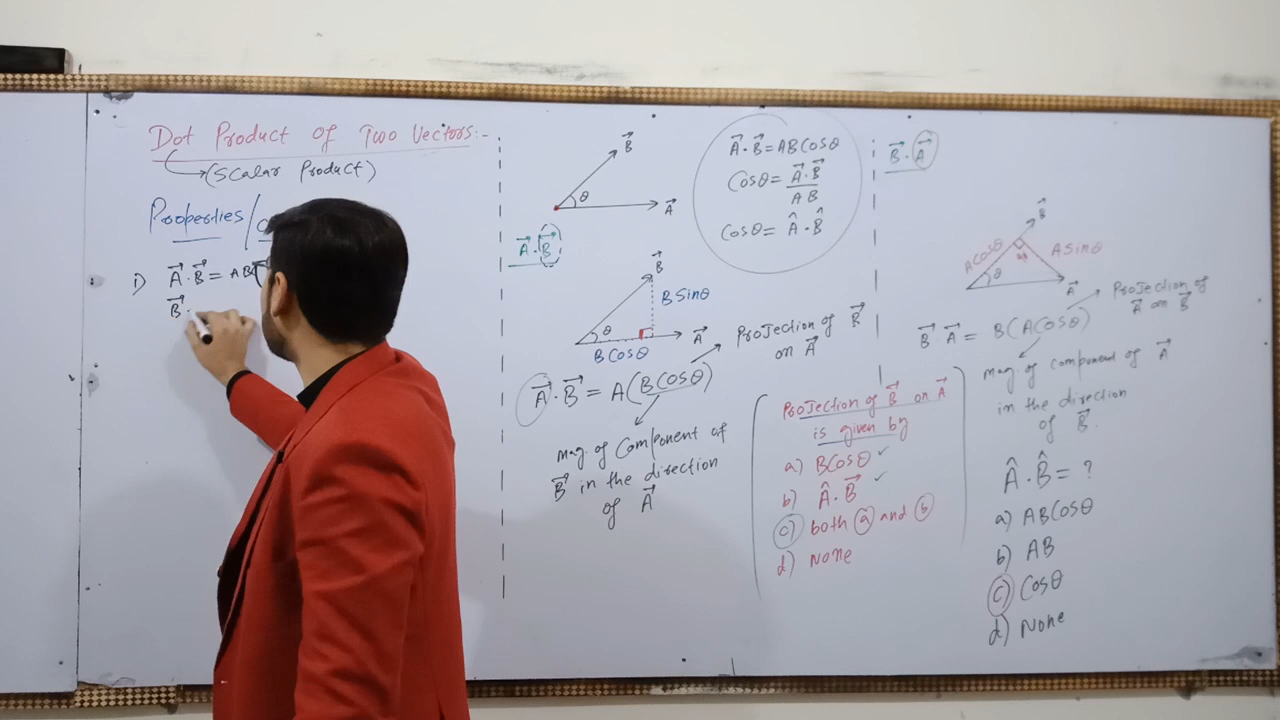 Dot Product of Two Vectors:-
(Scalar Product)
Properties/
1) A⃗·B⃗ = AB
B⃗·
B⃗
θ
A⃗
A⃗·B⃗
B⃗
B Sinθ
θ
A⃗
B Cosθ
Projection of B⃗
on A⃗
A⃗·B⃗ = A(B Cosθ)
Mag. of Component of
B⃗ in the direction
of A⃗
A⃗·B⃗ = AB Cosθ
Cosθ = A⃗·B⃗
AB
Cosθ = Â·B̂
Projection of B⃗ on A⃗
is given by
a) B Cosθ ✓
b) Â·B⃗ ✓
c) both a and b
d) None
B⃗·A⃗
B⃗
A Cosθ
A Sinθ
θ
A⃗
Projection of
A⃗ on B⃗
B⃗ A⃗ = B(A Cosθ)
Mag. of component of A⃗
in the direction
of B⃗.
Â·B̂ = ?
a) AB Cosθ
b) AB
c) Cosθ
d) None